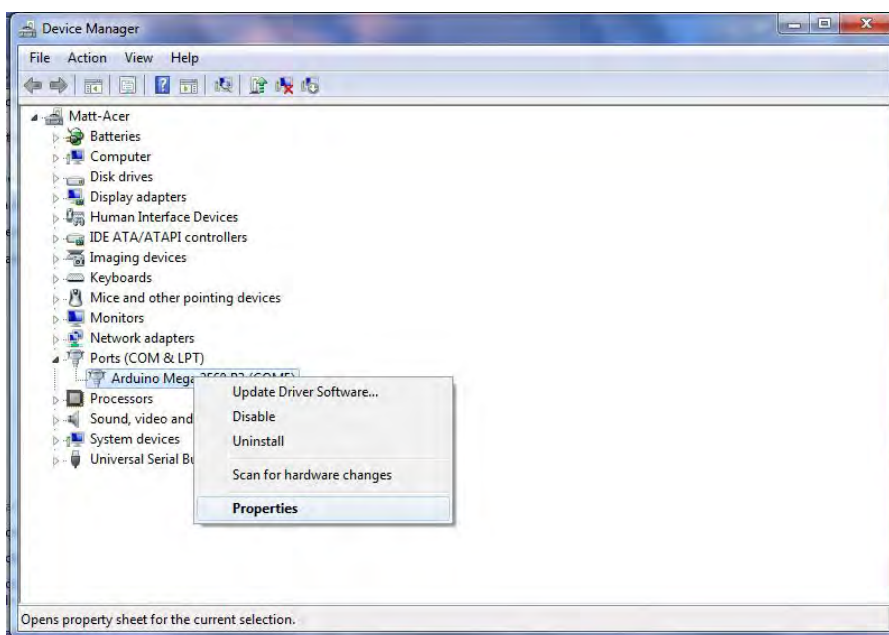 Device Manager
File Action View Help
Matt-Acer
Batteries
Computer
Disk drives
Display adapters
Human Interface Devices
IDE ATA/ATAPI controllers
Imaging devices
Keyboards
Mice and other pointing devices
Monitors
Network adapters
Ports (COM & LPT)
Arduino Mega
Processors
Sound, video and
System devices
Universal Serial
Update Driver Software...
Disable
Uninstall
Scan for hardware changes
Properties
Opens property sheet for the current selection.